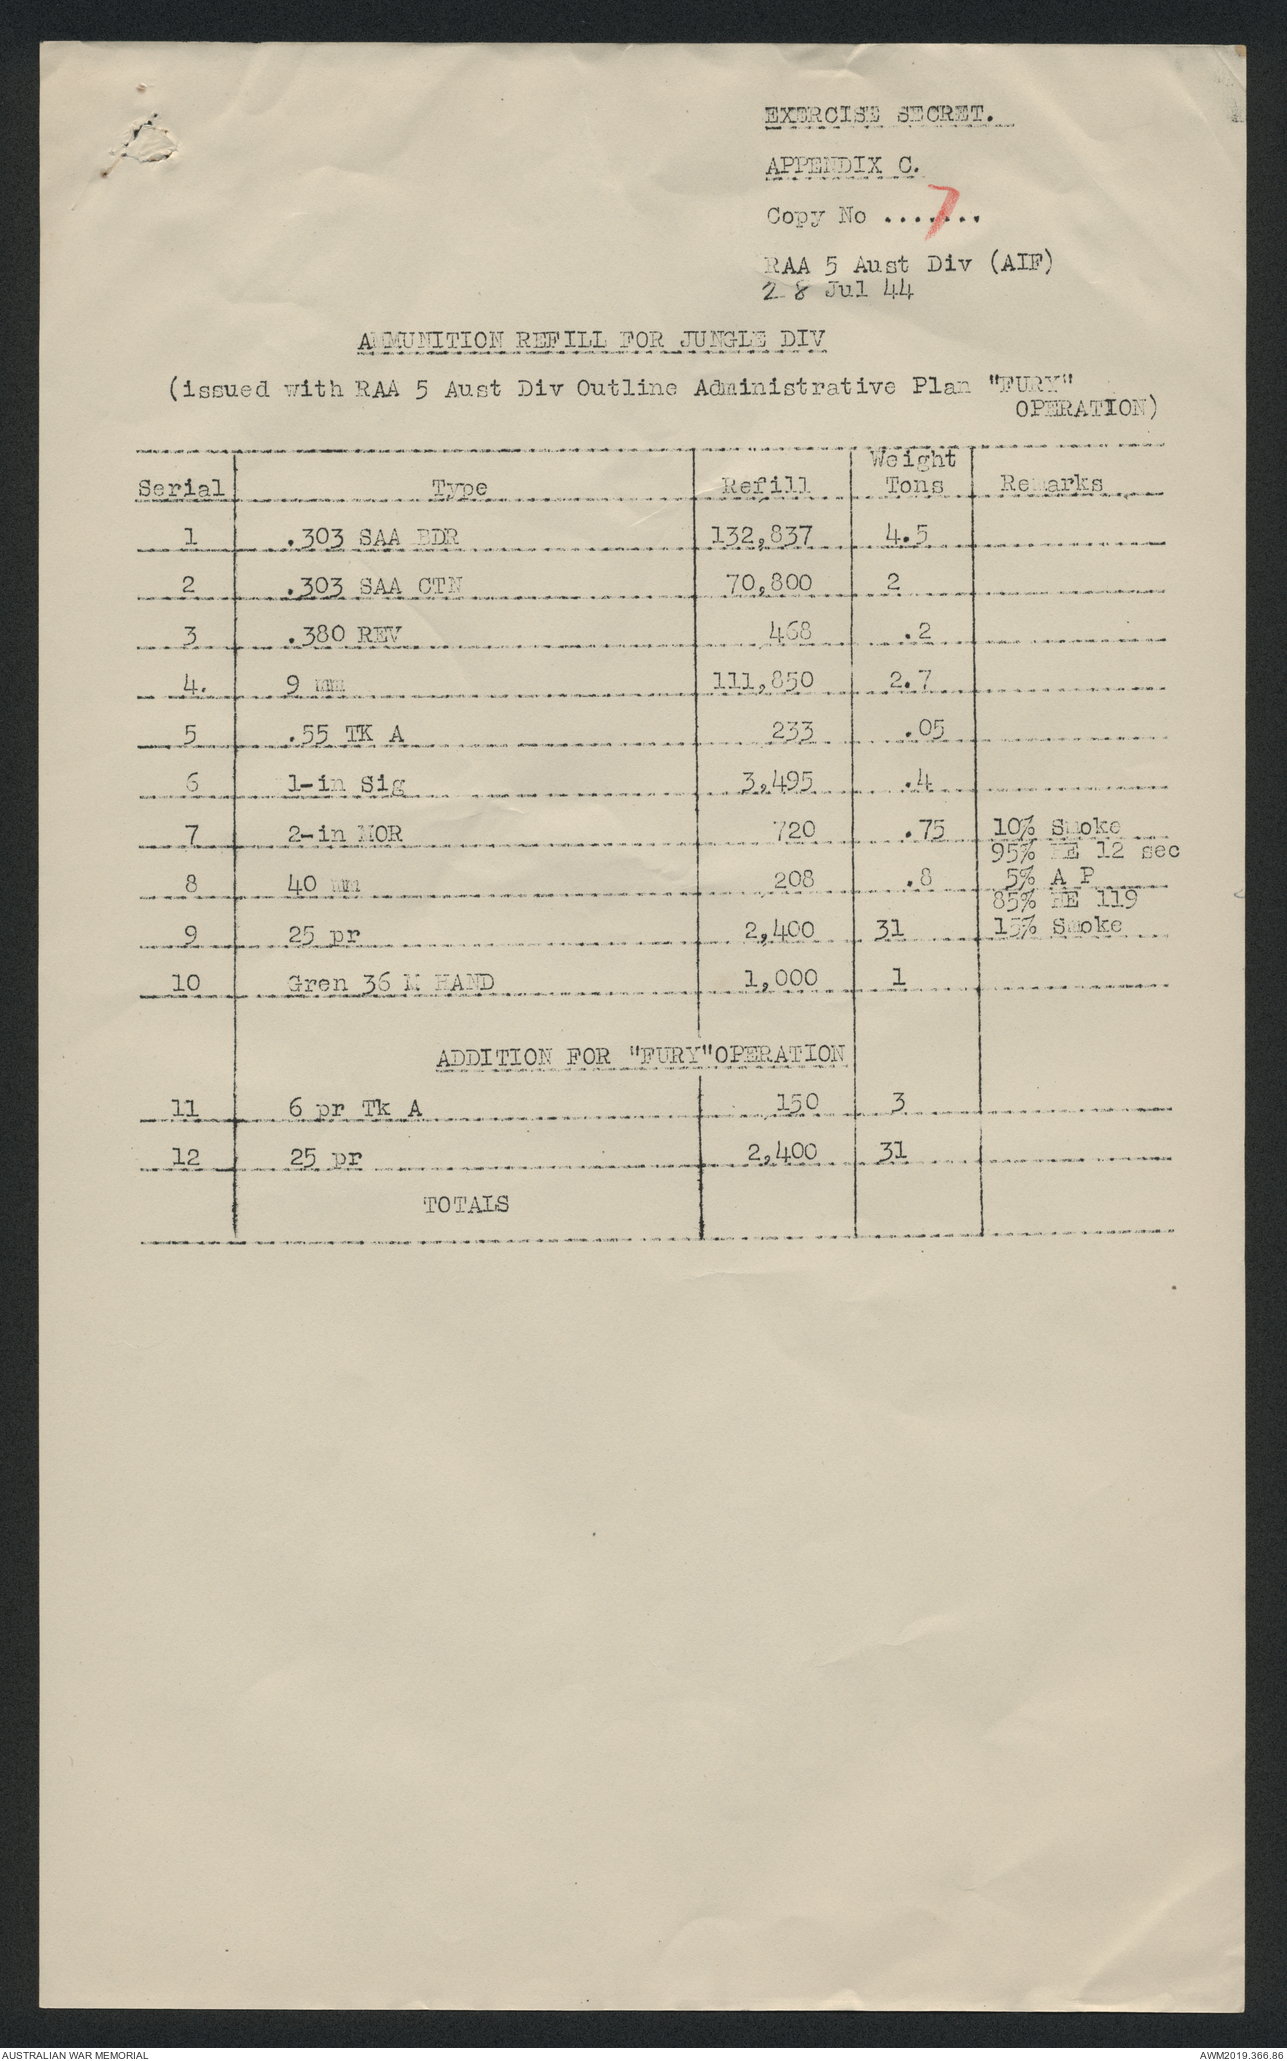 EXERCISE SECRET.
APPENDIX C.
Copy No ....... 7
RAA 5 Aust Div (AIF)
28 Jul 44
AMMUNITION REFILL FOR JUNGLE DIV
(issued with RAA 5 Aust Div Outline Administrative Plan "FURY"
OPERATION)
Serial Type Refill Weight Tons Remarks
1 .303 SAA BDR 132,837 4.5
2 .303 SAA CTN 70,800 2
3 .380 REV 468 .2
4. 9 mm 111,850 2.7
5 .55 TK A 233 .05
6 1-in Sig 3,495 .4
7 2-in MOR 720 .75 10% Smoke
95% HE 12 sec
8 40 mm 208 .8 5% A P
85% HE 119
9 25 pr 2,400 31 15% Smoke
10 Gren 36 M HAND 1,000 1
ADDITION FOR "FURY"OPERATION
11 6 pr Tk A 150 3
12 25 pr 2,400 31
TOTALS
AUSTRALIAN WAR MEMORIAL
AWM2019.366.86